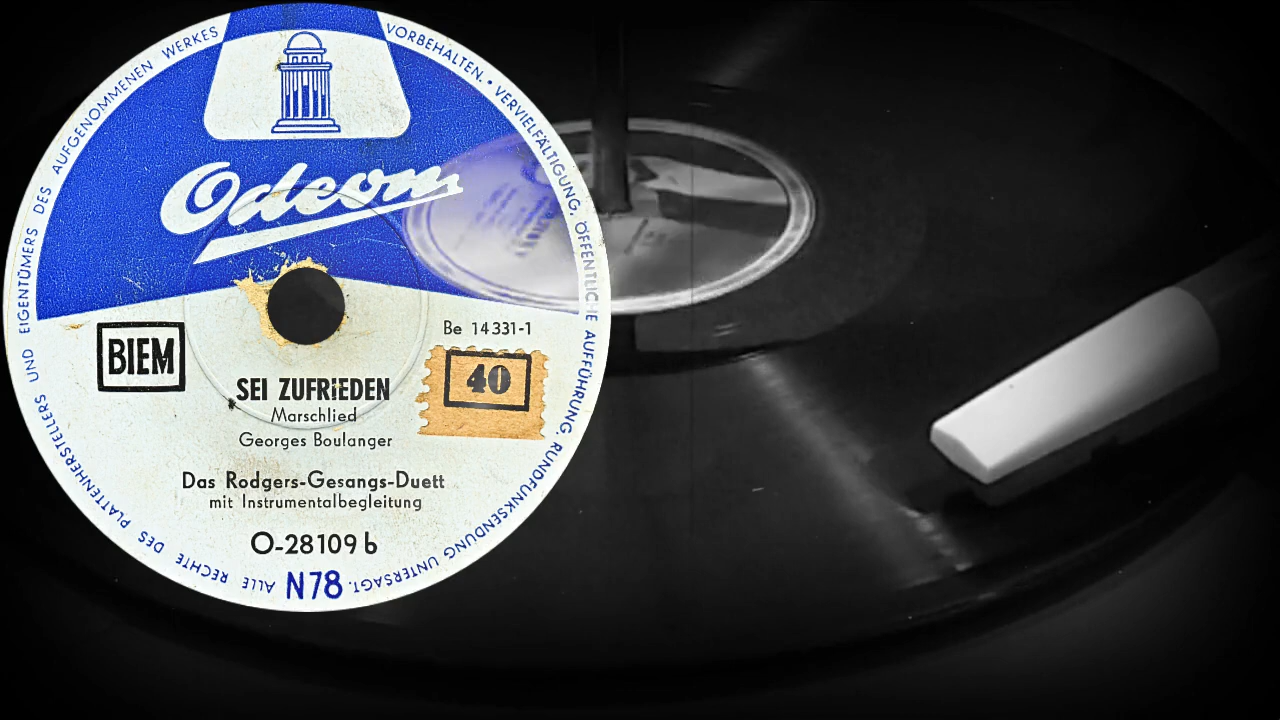 ALLE RECHTE DES PLATTENHERSTELLERS UND EIGENTÜMERS DES AUFGENOMMENEN WERKES VORBEHALTEN. • VERVIELFÄLTIGUNG, ÖFFENTLICHE AUFFÜHRUNG, RUNDFUNKSENDUNG UNTERSAGT.
Odeon
Be 14331-1
BIEM
40
SEI ZUFRIEDEN
Marschlied
Georges Boulanger
Das Rodgers-Gesangs-Duett
mit Instrumentalbegleitung
O-28109 b
N78